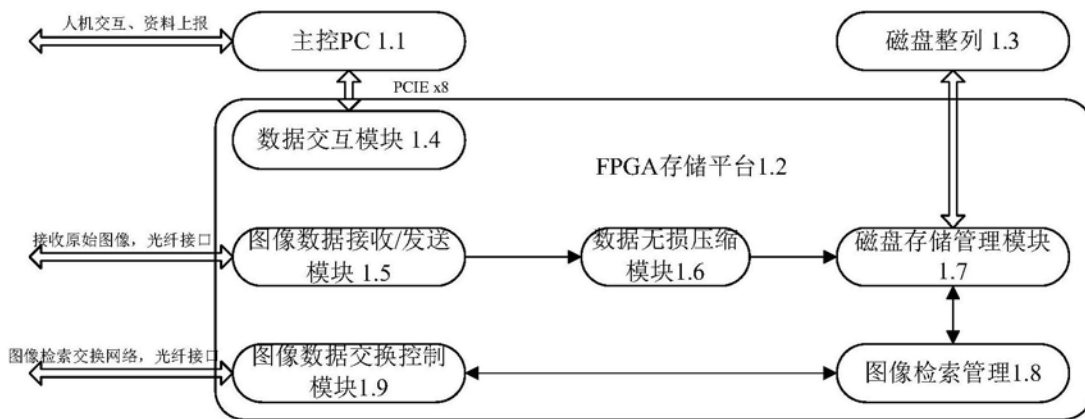 人机交互、资料上报
主控PC 1.1
磁盘整列 1.3
PCIE x8
数据交互模块 1.4
FPGA存储平台1.2
接收原始图像，光纤接口
图像数据接收/发送
模块 1.5
数据无损压缩
模块1.6
磁盘存储管理模块
1.7
图像检索交换网络，光纤接口
图像数据交换控制
模块1.9
图像检索管理1.8